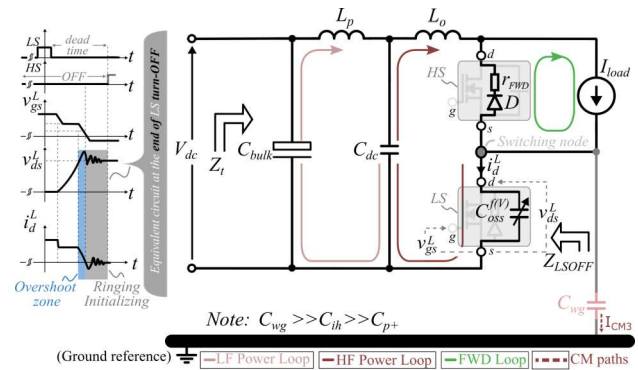 LS
dead
time
t
HS
OFF
t
v_gs^L
t
v_ds^L
t
i_d^L
t
Overshoot
zone
Ringing
Initializing
Equivalent circuit at the end of LS turn-OFF
V_dc
Z_t
C_bulk
L_p
C_dc
L_o
d
HS
r_FWD
D
g
s
I_load
Switching node
i_d^L
d
LS
C_oss^f(V)
g
v_gs^L
s
v_ds^L
Z_LSOFF
C_wg
I_CM3
Note: C_wg >>C_ih>>C_p+
(Ground reference)
LF Power Loop
HF Power Loop
FWD Loop
CM paths